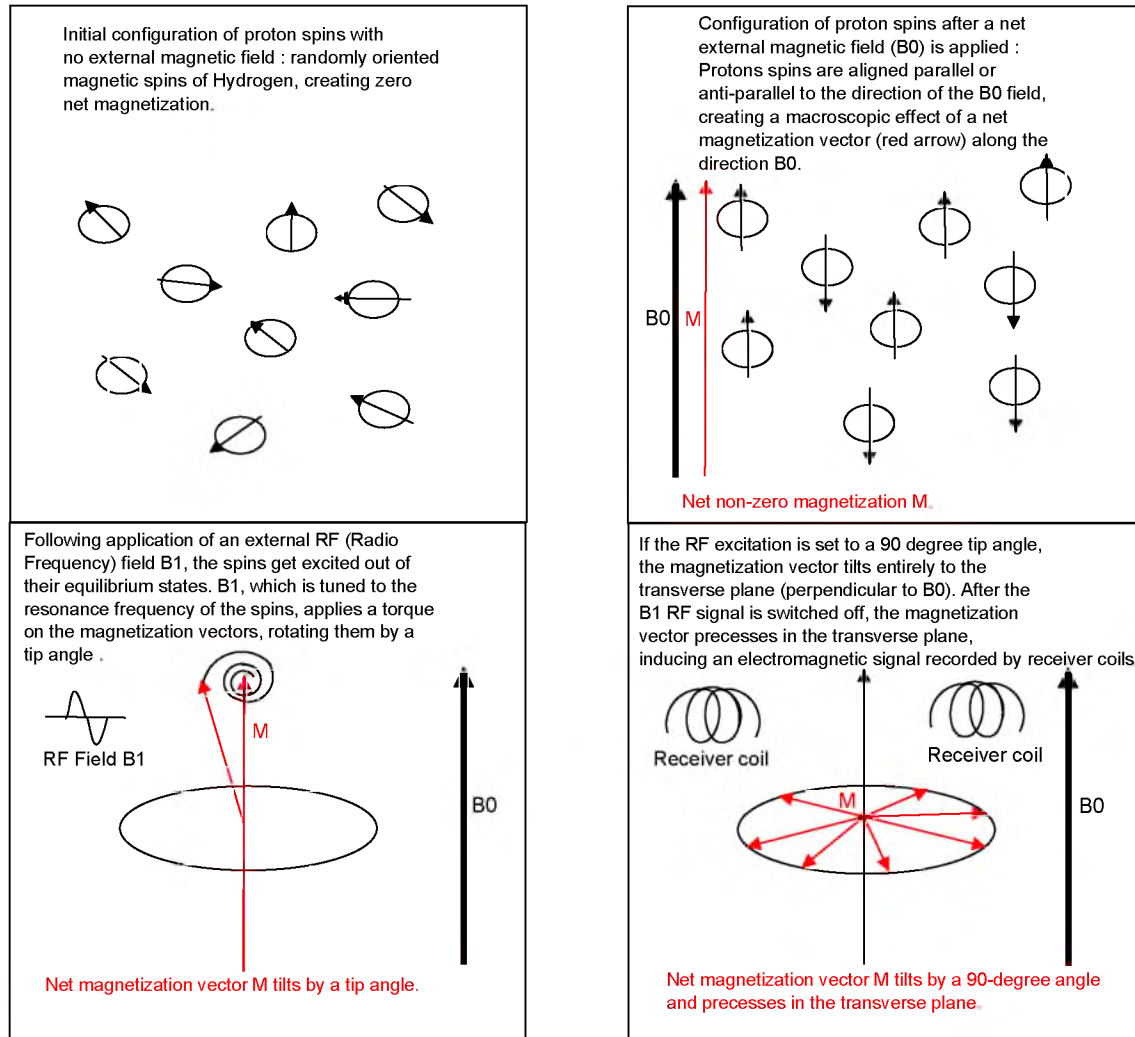 Initial configuration of proton spins with
no external magnetic field : randomly oriented
magnetic spins of Hydrogen, creating zero
net magnetization.
Configuration of proton spins after a net
external magnetic field (B0) is applied :
Protons spins are aligned parallel or
anti-parallel to the direction of the B0 field,
creating a macroscopic effect of a net
magnetization vector (red arrow) along the
direction B0.
B0
M
Net non-zero magnetization M.
Following application of an external RF (Radio
Frequency) field B1, the spins get excited out of
their equilibrium states. B1, which is tuned to the
resonance frequency of the spins, applies a torque
on the magnetization vectors, rotating them by a
tip angle .
M
RF Field B1
B0
Net magnetization vector M tilts by a tip angle.
If the RF excitation is set to a 90 degree tip angle,
the magnetization vector tilts entirely to the
transverse plane (perpendicular to B0). After the
B1 RF signal is switched off, the magnetization
vector precesses in the transverse plane,
inducing an electromagnetic signal recorded by receiver coils.
Receiver coil
Receiver coil
M
B0
Net magnetization vector M tilts by a 90-degree angle
and precesses in the transverse plane.